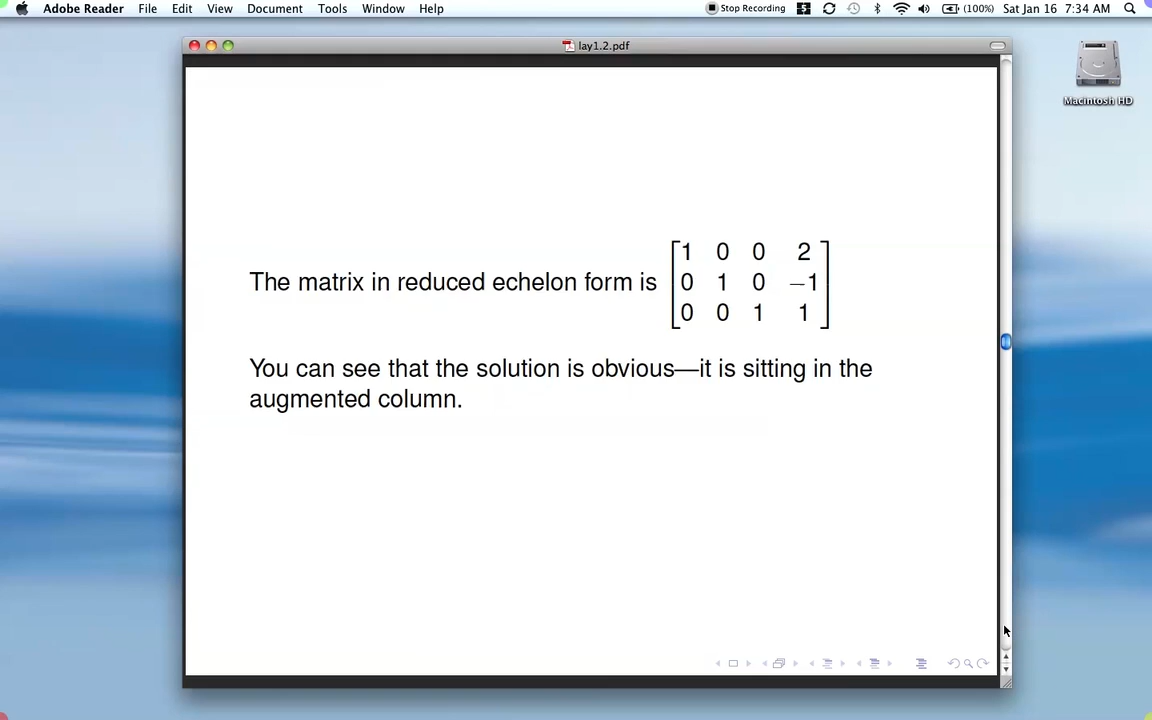 Adobe Reader File Edit View Document Tools Window Help Stop Recording (100%) Sat Jan 16 7:34 AM
lay1.2.pdf
Macintosh HD
1 0 0 2
The matrix in reduced echelon form is 0 1 0 −1
0 0 1 1
You can see that the solution is obvious—it is sitting in the
augmented column.